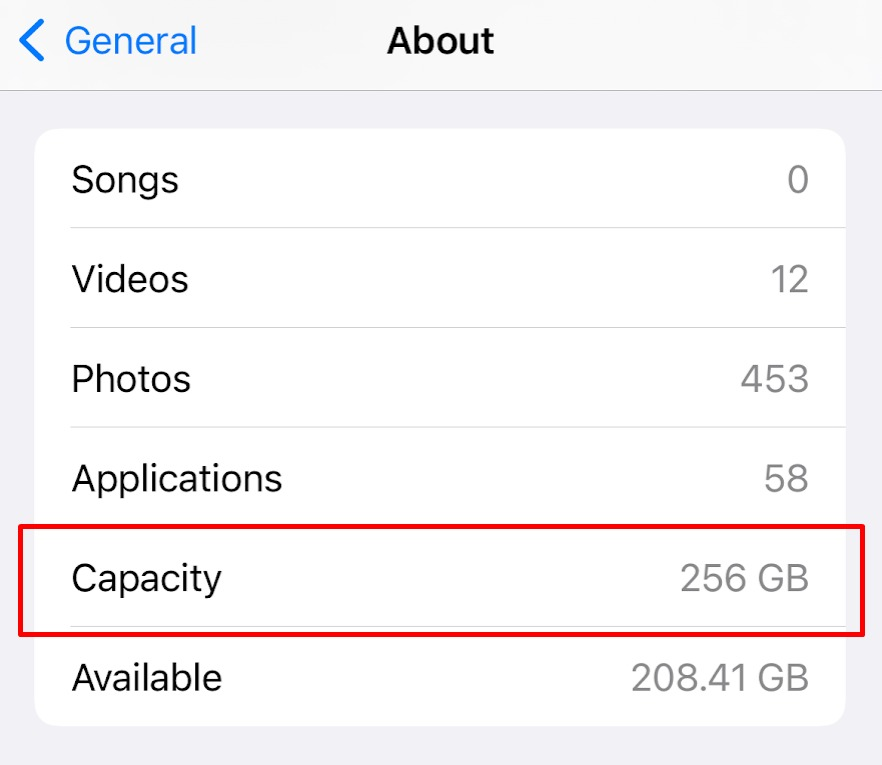 General About
Songs 0
Videos 12
Photos 453
Applications 58
Capacity 256 GB
Available 208.41 GB